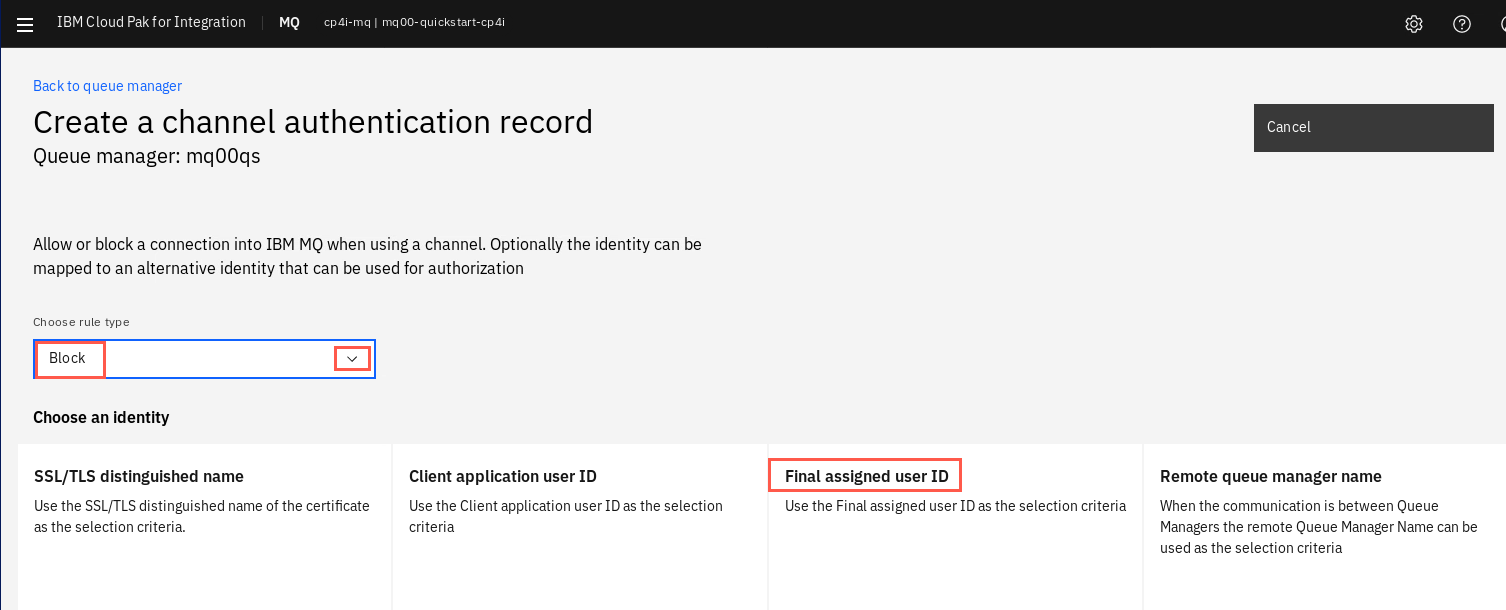 IBM Cloud Pak for Integration | MQ cp4i-mq | mq00-quickstart-cp4i
Back to queue manager
Create a channel authentication record
Cancel
Queue manager: mq00qs
Allow or block a connection into IBM MQ when using a channel. Optionally the identity can be
mapped to an alternative identity that can be used for authorization
Choose rule type
Block
Choose an identity
SSL/TLS distinguished name
Use the SSL/TLS distinguished name of the certificate
as the selection criteria.
Client application user ID
Use the Client application user ID as the selection
criteria
Final assigned user ID
Use the Final assigned user ID as the selection criteria
Remote queue manager name
When the communication is between Queue
Managers the remote Queue Manager Name can be
used as the selection criteria